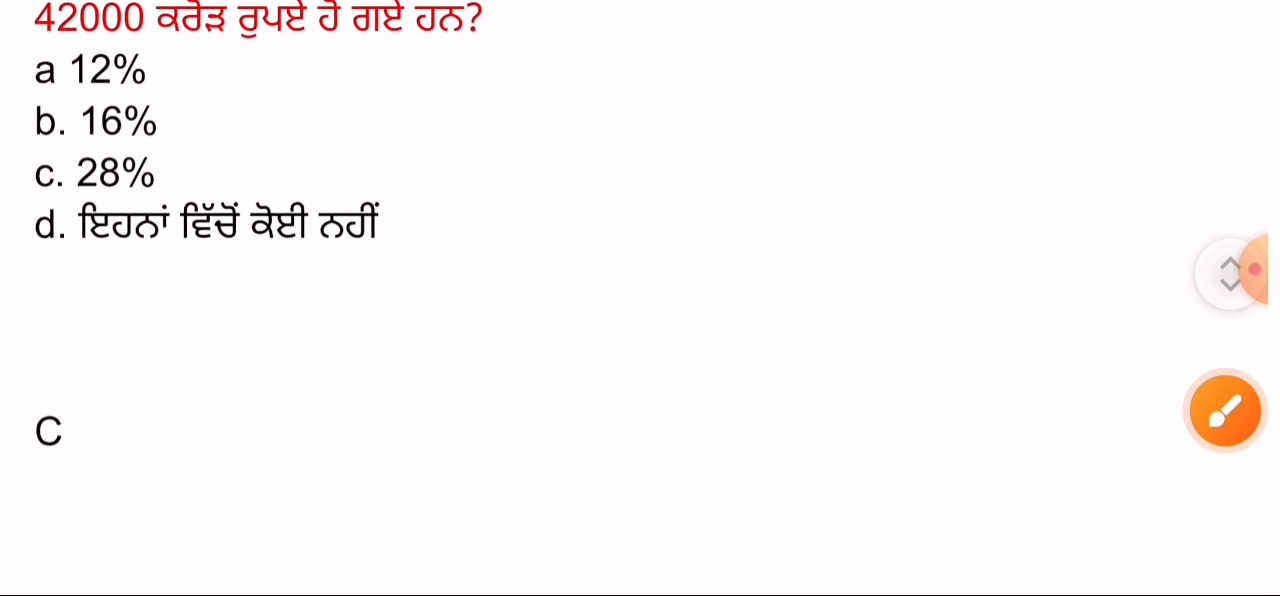 42000 ਕਰੋੜ ਰੁਪਏ ਹੋ ਗਏ ਹਨ?
a 12%
b. 16%
c. 28%
d. ਇਹਨਾਂ ਵਿੱਚੋਂ ਕੋਈ ਨਹੀਂ
C